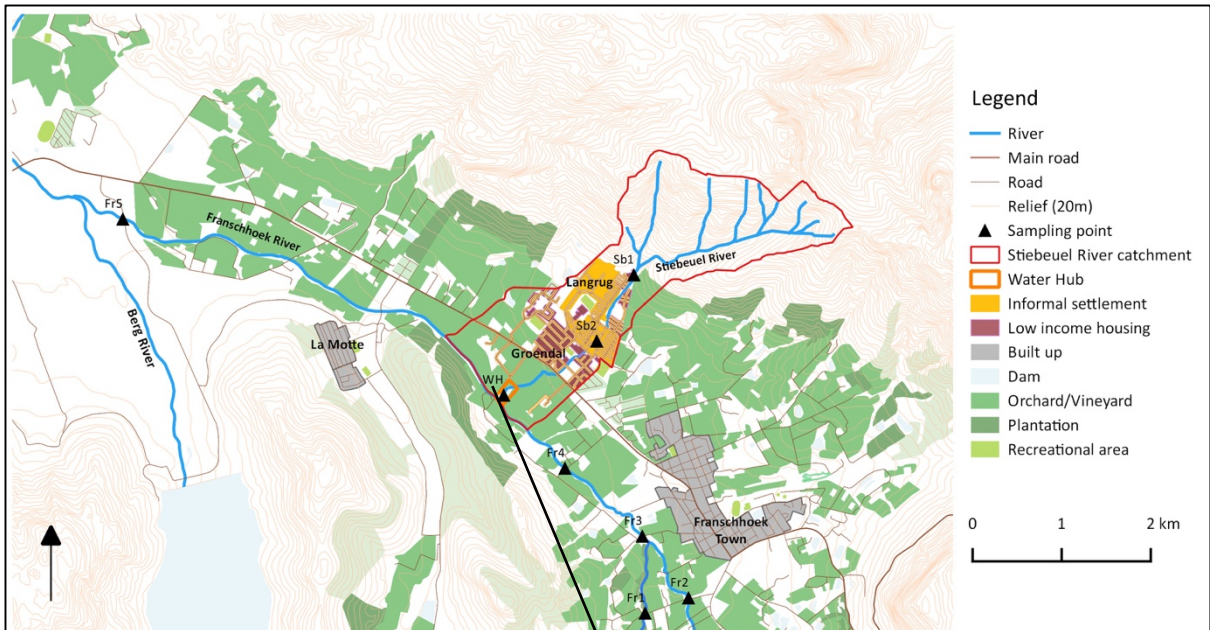 Fr5
Franschhoek River
Berg River
La Motte
Sb1
Stiebeuel River
Langrug
Sb2
Groendal
WH
Fr4
Fr3
Franschhoek
Town
Fr2
Fr1
Legend
River
Main road
Road
Relief (20m)
Sampling point
Stiebeuel River catchment
Water Hub
Informal settlement
Low income housing
Built up
Dam
Orchard/Vineyard
Plantation
Recreational area
0 1 2 km